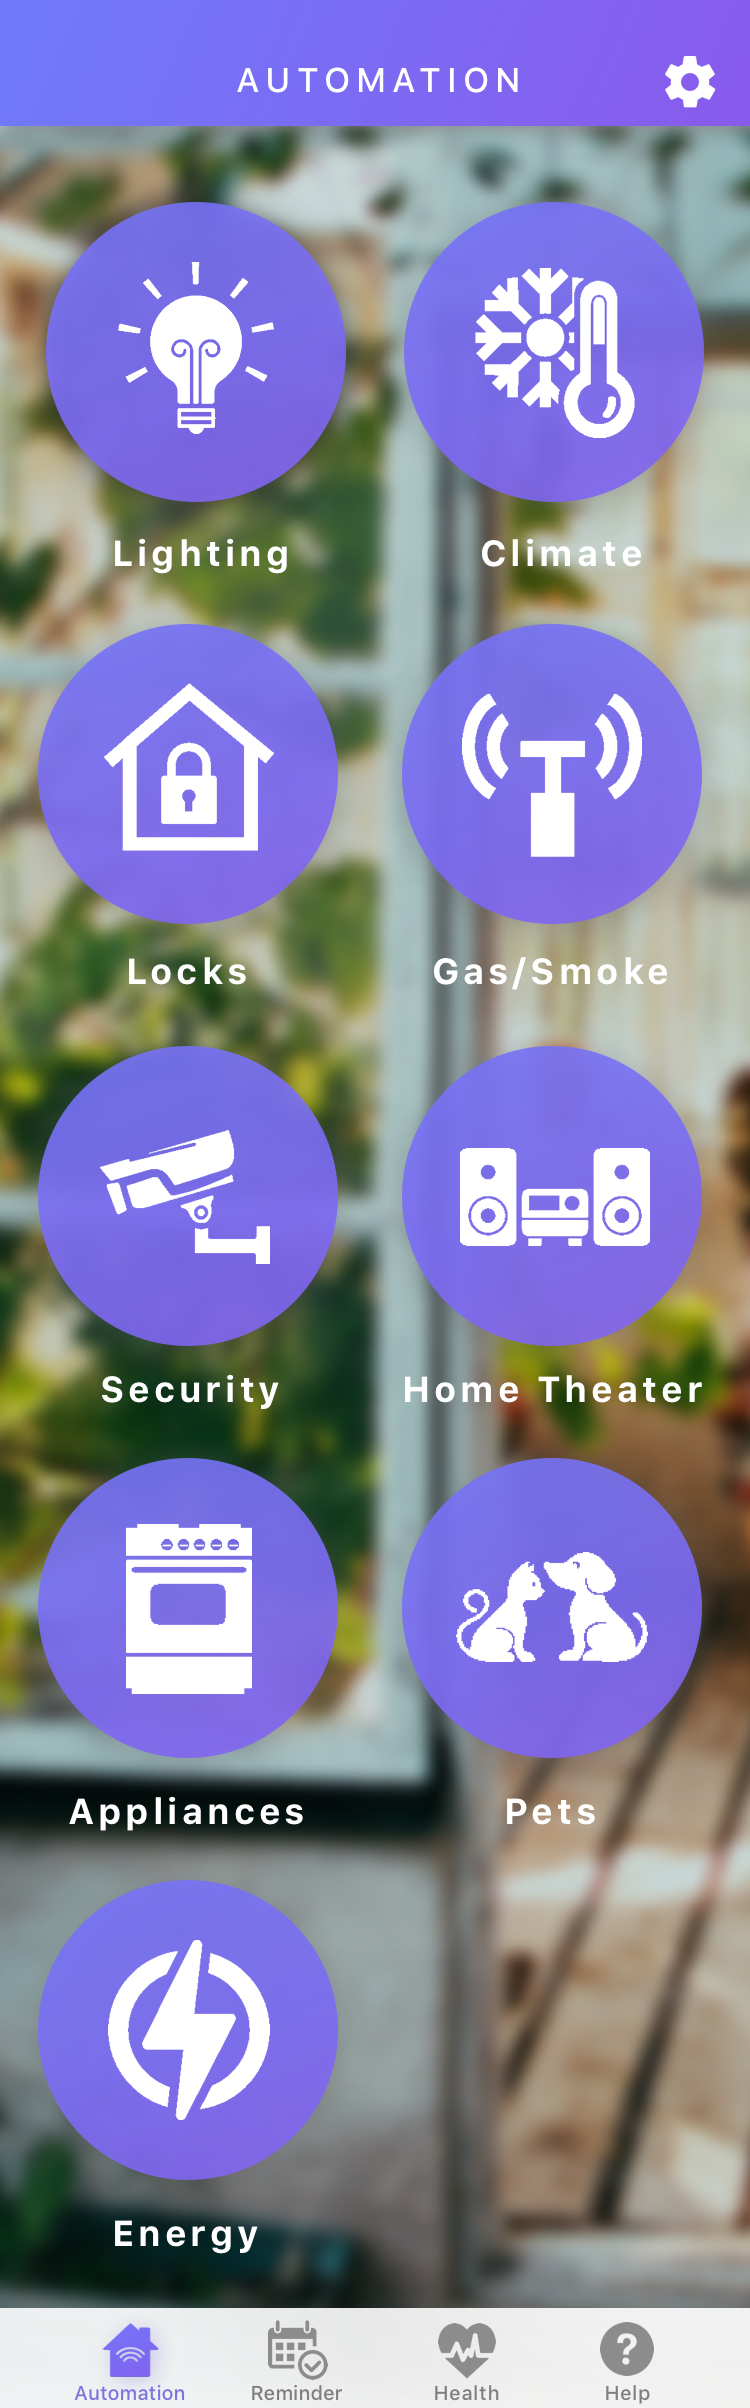 AUTOMATION
Lighting
Climate
Locks
Gas/Smoke
Security
Home Theater
Appliances
Pets
Energy
Automation
Reminder
Health
Help